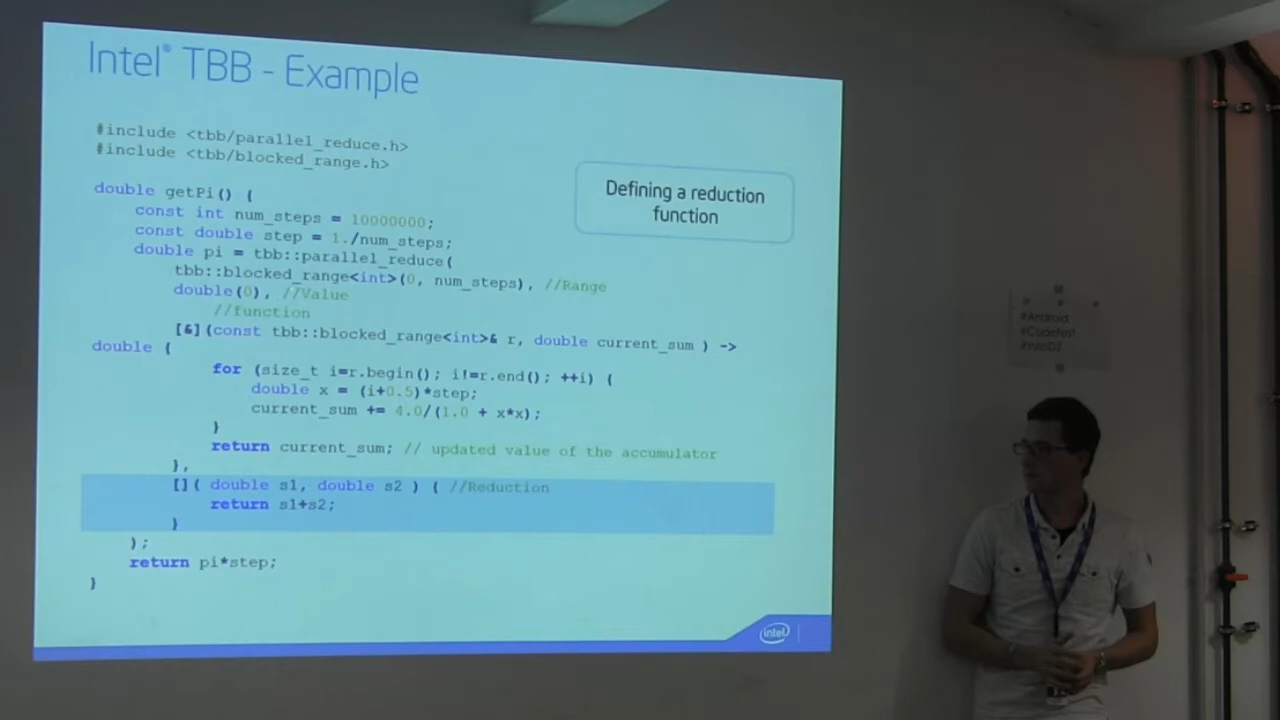 Intel® TBB - Example
#include <tbb/parallel_reduce.h>
#include <tbb/blocked_range.h>
Defining a reduction
function
double getPi() {
const int num_steps = 10000000;
const double step = 1./num_steps;
double pi = tbb::parallel_reduce(
tbb::blocked_range<int>(0, num_steps), //Range
double(0), //Value
//function
[&](const tbb::blocked_range<int>& r, double current_sum ) ->
double {
for (size_t i=r.begin(); i!=r.end(); ++i) {
double x = (i+0.5)*step;
current_sum += 4.0/(1.0 + x*x);
}
return current_sum; // updated value of the accumulator
},
[]( double s1, double s2 ) { //Reduction
return s1+s2;
}
);
return pi*step;
}
intel
#Android
#Codefest